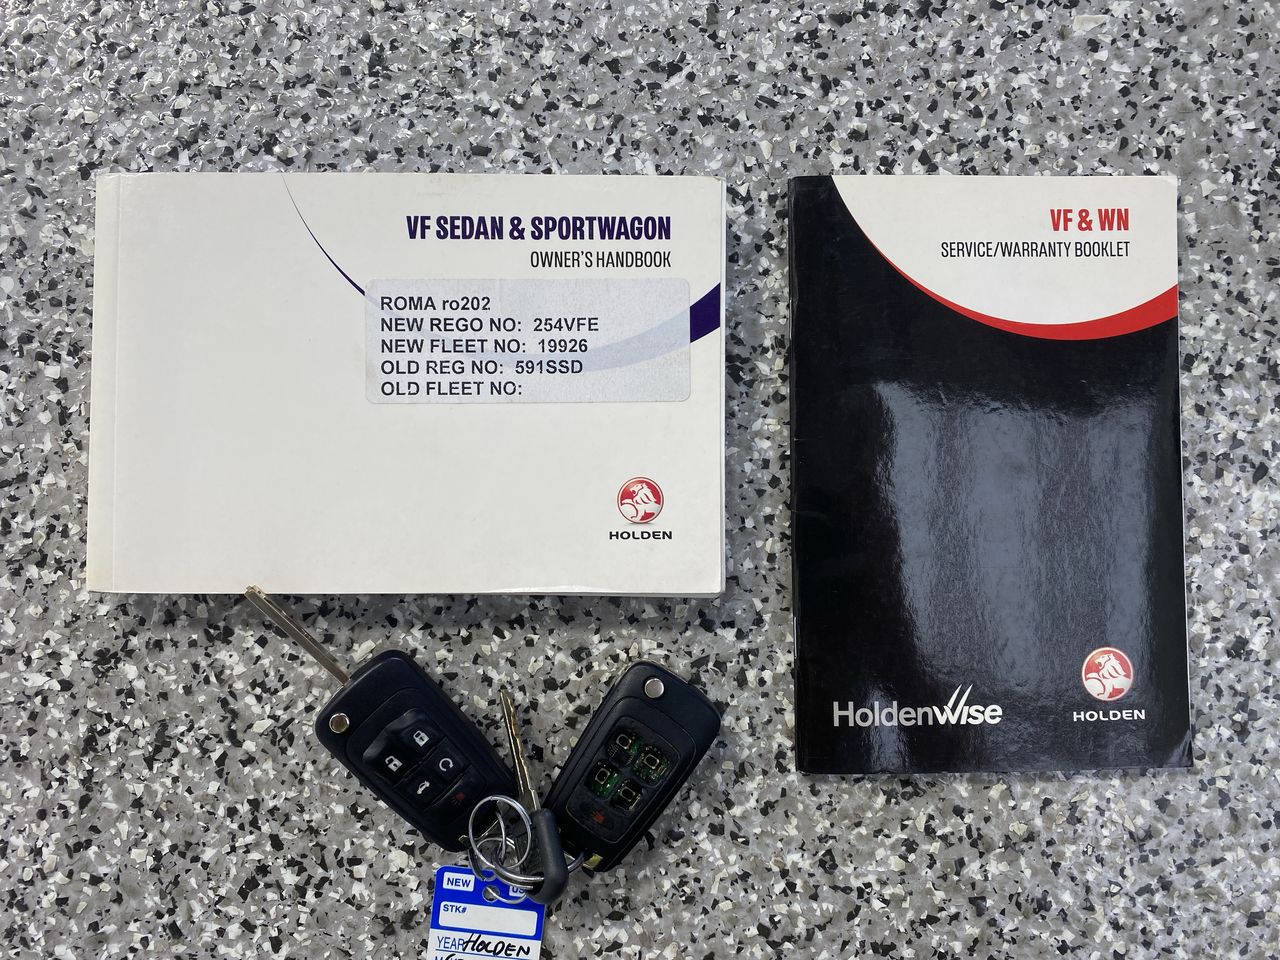 VF SEDAN & SPORTWAGON
OWNER'S HANDBOOK
ROMA ro202
NEW REGO NO: 254VFE
NEW FLEET NO: 19926
OLD REG NO: 591SSD
OLD FLEET NO:
HOLDEN
VF & WN
SERVICE/WARRANTY BOOKLET
HoldenWise
HOLDEN
NEW
STK#
YEAR HOLDEN